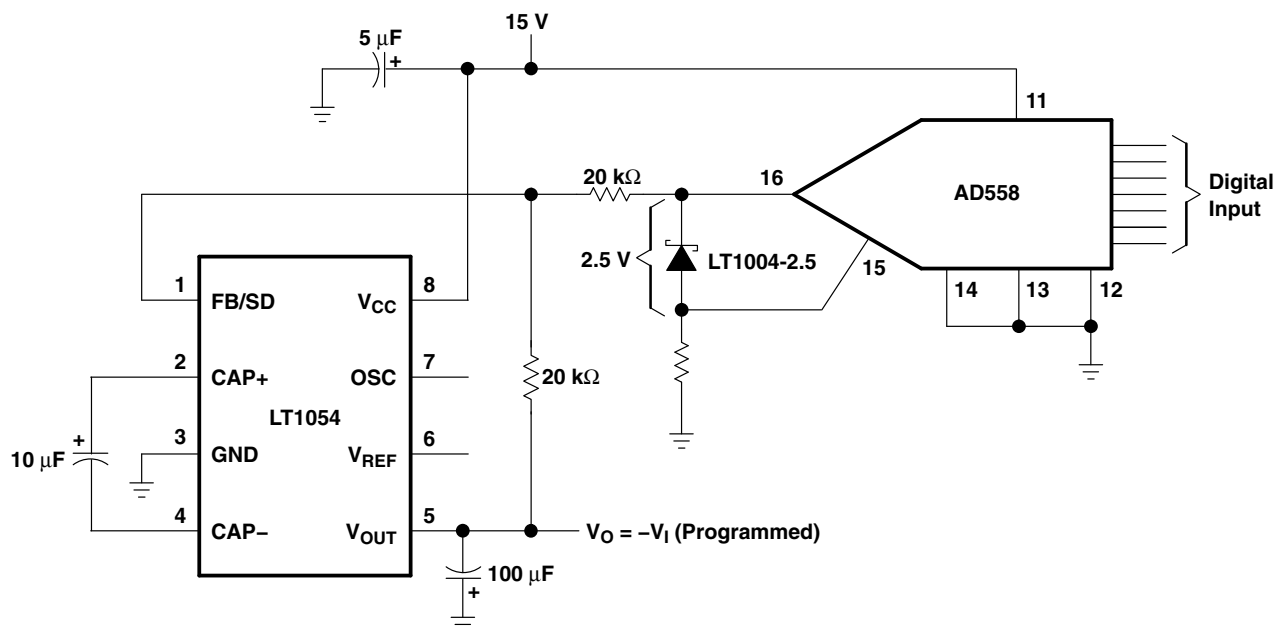 15 V
5 μF
+
11
20 kΩ
16
AD558
Digital
Input
2.5 V
LT1004-2.5
15
14
13
12
1
FB/SD
VCC
8
2
CAP+
OSC
7
20 kΩ
LT1054
+
10 μF
3
GND
VREF
6
4
CAP−
VOUT
5
VO = −VI (Programmed)
100 μF
+